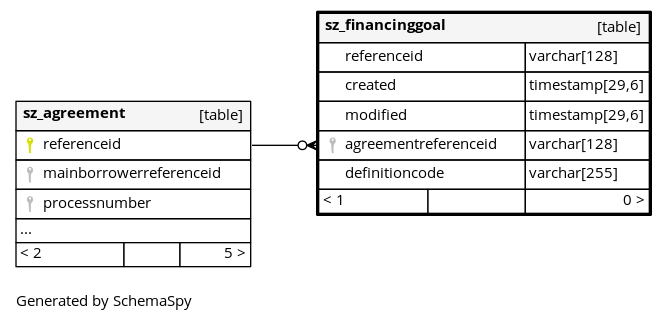 sz_financinggoal [table]
referenceid varchar[128]
created timestamp[29,6]
modified timestamp[29,6]
agreementreferenceid varchar[128]
definitioncode varchar[255]
< 1 0 >
sz_agreement [table]
referenceid
mainborrowerreferenceid
processnumber
...
< 2 5 >
Generated by SchemaSpy